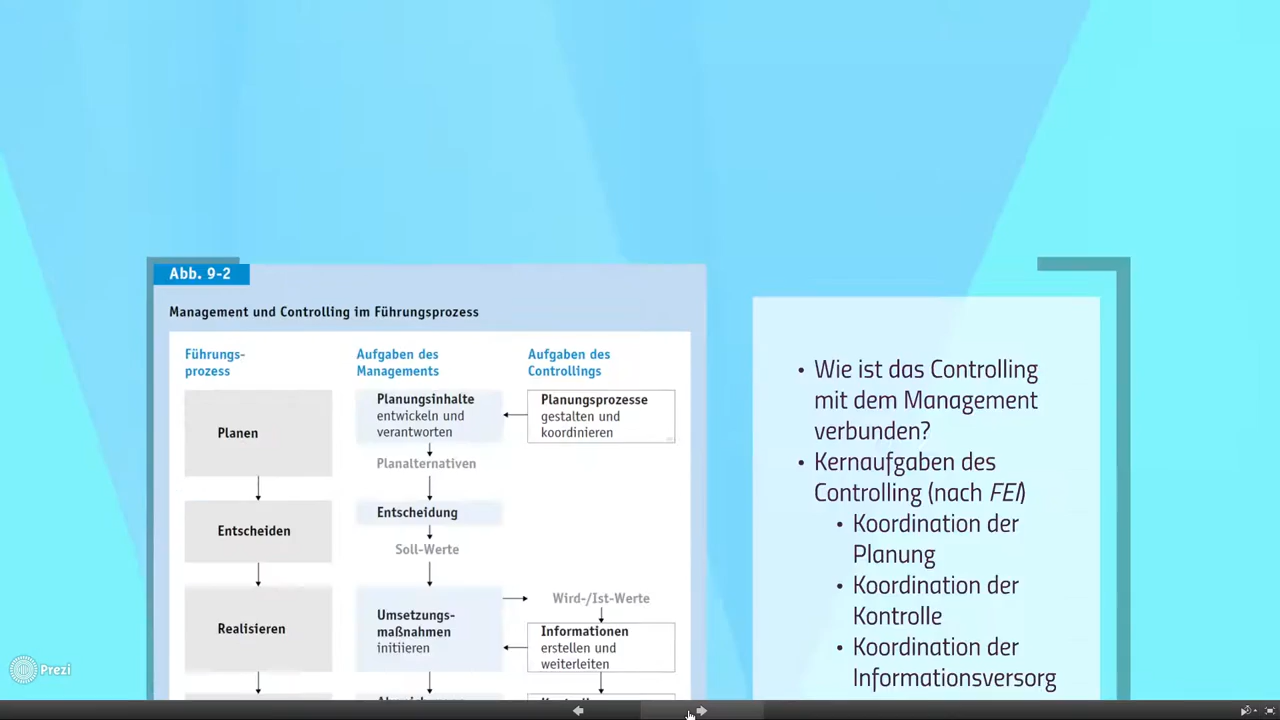 Abb. 9-2
Management und Controlling im Führungsprozess
Führungs-
prozess
Aufgaben des
Managements
Aufgaben des
Controllings
Planen
Planungsinhalte
entwickeln und
verantworten
Planungsprozesse
gestalten und
koordinieren
Planalternativen
Entscheiden
Entscheidung
Soll-Werte
Realisieren
Umsetzungs-
maßnahmen
initiieren
Wird-/Ist-Werte
Informationen
erstellen und
weiterleiten
• Wie ist das Controlling
mit dem Management
verbunden?
• Kernaufgaben des
Controlling (nach FEI)
• Koordination der
Planung
• Koordination der
Kontrolle
• Koordination der
Informationsversorg
Prezi